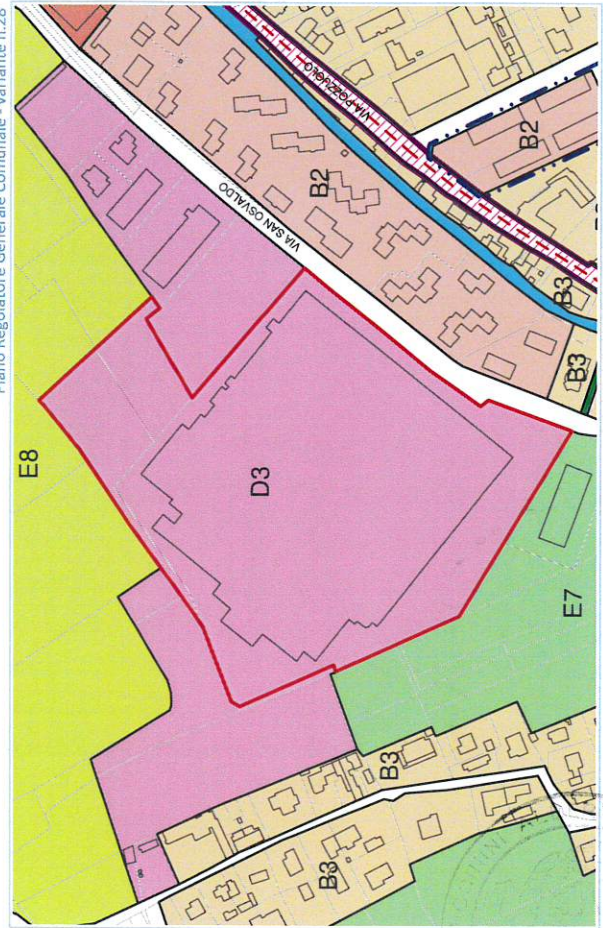 Piano Regolatore Generale Comunale - Variante n.26
E8
VIA POZZUOLO
B2
B2
VIA SAN OSVALDO
D3
B3
B3
E7
B3
B3